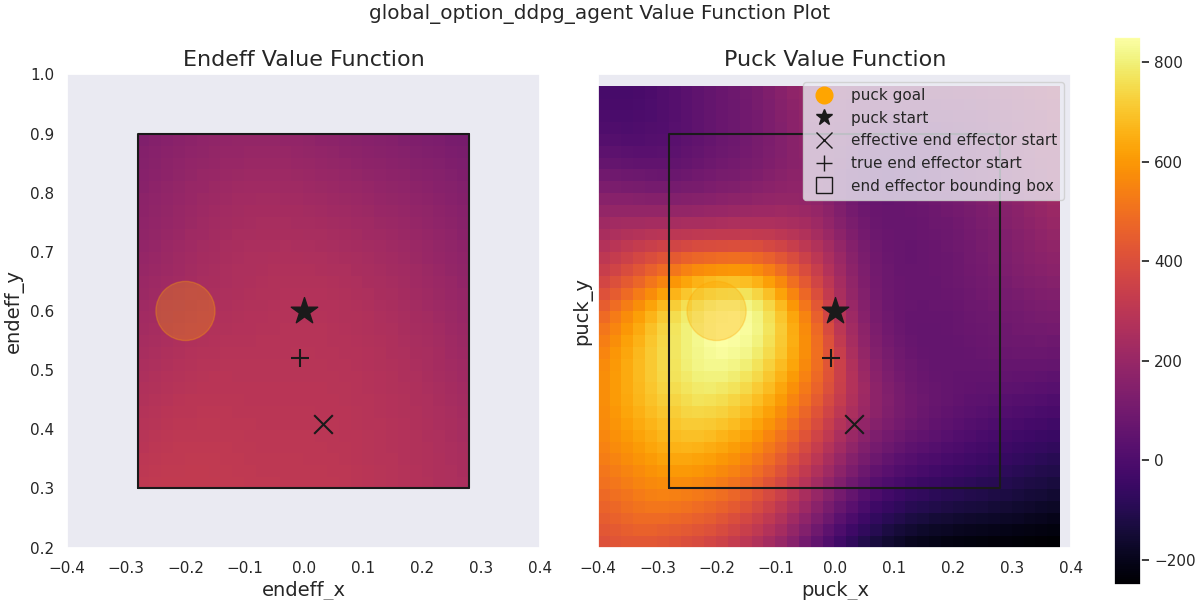 global_option_ddpg_agent Value Function Plot
Endeff Value Function
1.0
0.9
0.8
0.7
0.6
0.5
0.4
0.3
0.2
endeff_y
−0.4 −0.3 −0.2 −0.1 0.0 0.1 0.2 0.3 0.4
endeff_x
Puck Value Function
puck goal
puck start
effective end effector start
true end effector start
end effector bounding box
puck_y
−0.4 −0.3 −0.2 −0.1 0.0 0.1 0.2 0.3 0.4
puck_x
800
600
400
200
0
−200